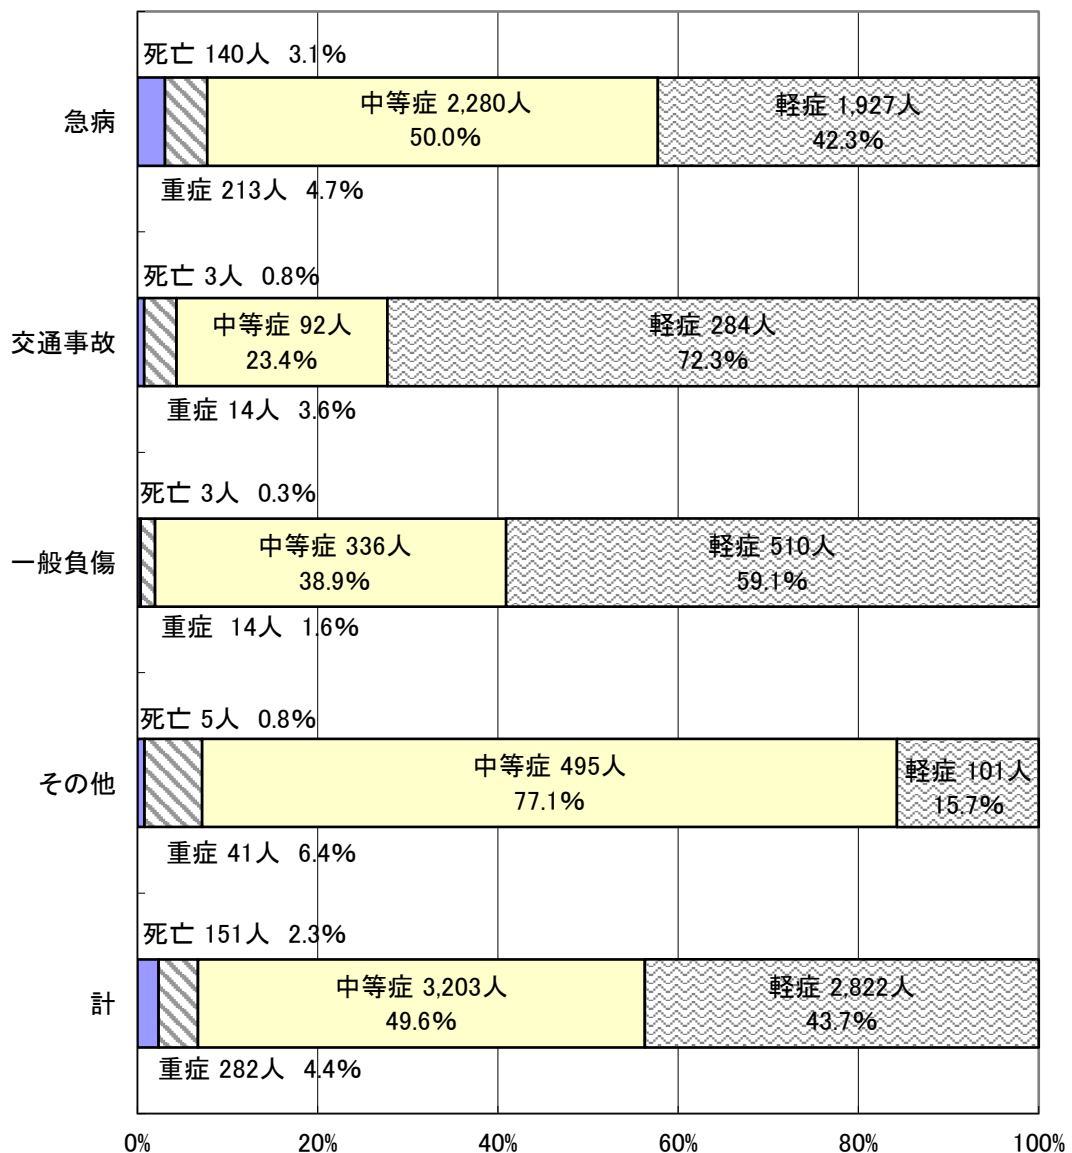 死亡 140人 3.1%
急病
中等症 2,280人
50.0%
軽症 1,927人
42.3%
重症 213人 4.7%
死亡 3人 0.8%
交通事故
中等症 92人
23.4%
軽症 284人
72.3%
重症 14人 3.6%
死亡 3人 0.3%
一般負傷
中等症 336人
38.9%
軽症 510人
59.1%
重症 14人 1.6%
死亡 5人 0.8%
その他
中等症 495人
77.1%
軽症 101人
15.7%
重症 41人 6.4%
死亡 151人 2.3%
計
中等症 3,203人
49.6%
軽症 2,822人
43.7%
重症 282人 4.4%
0% 20% 40% 60% 80% 100%